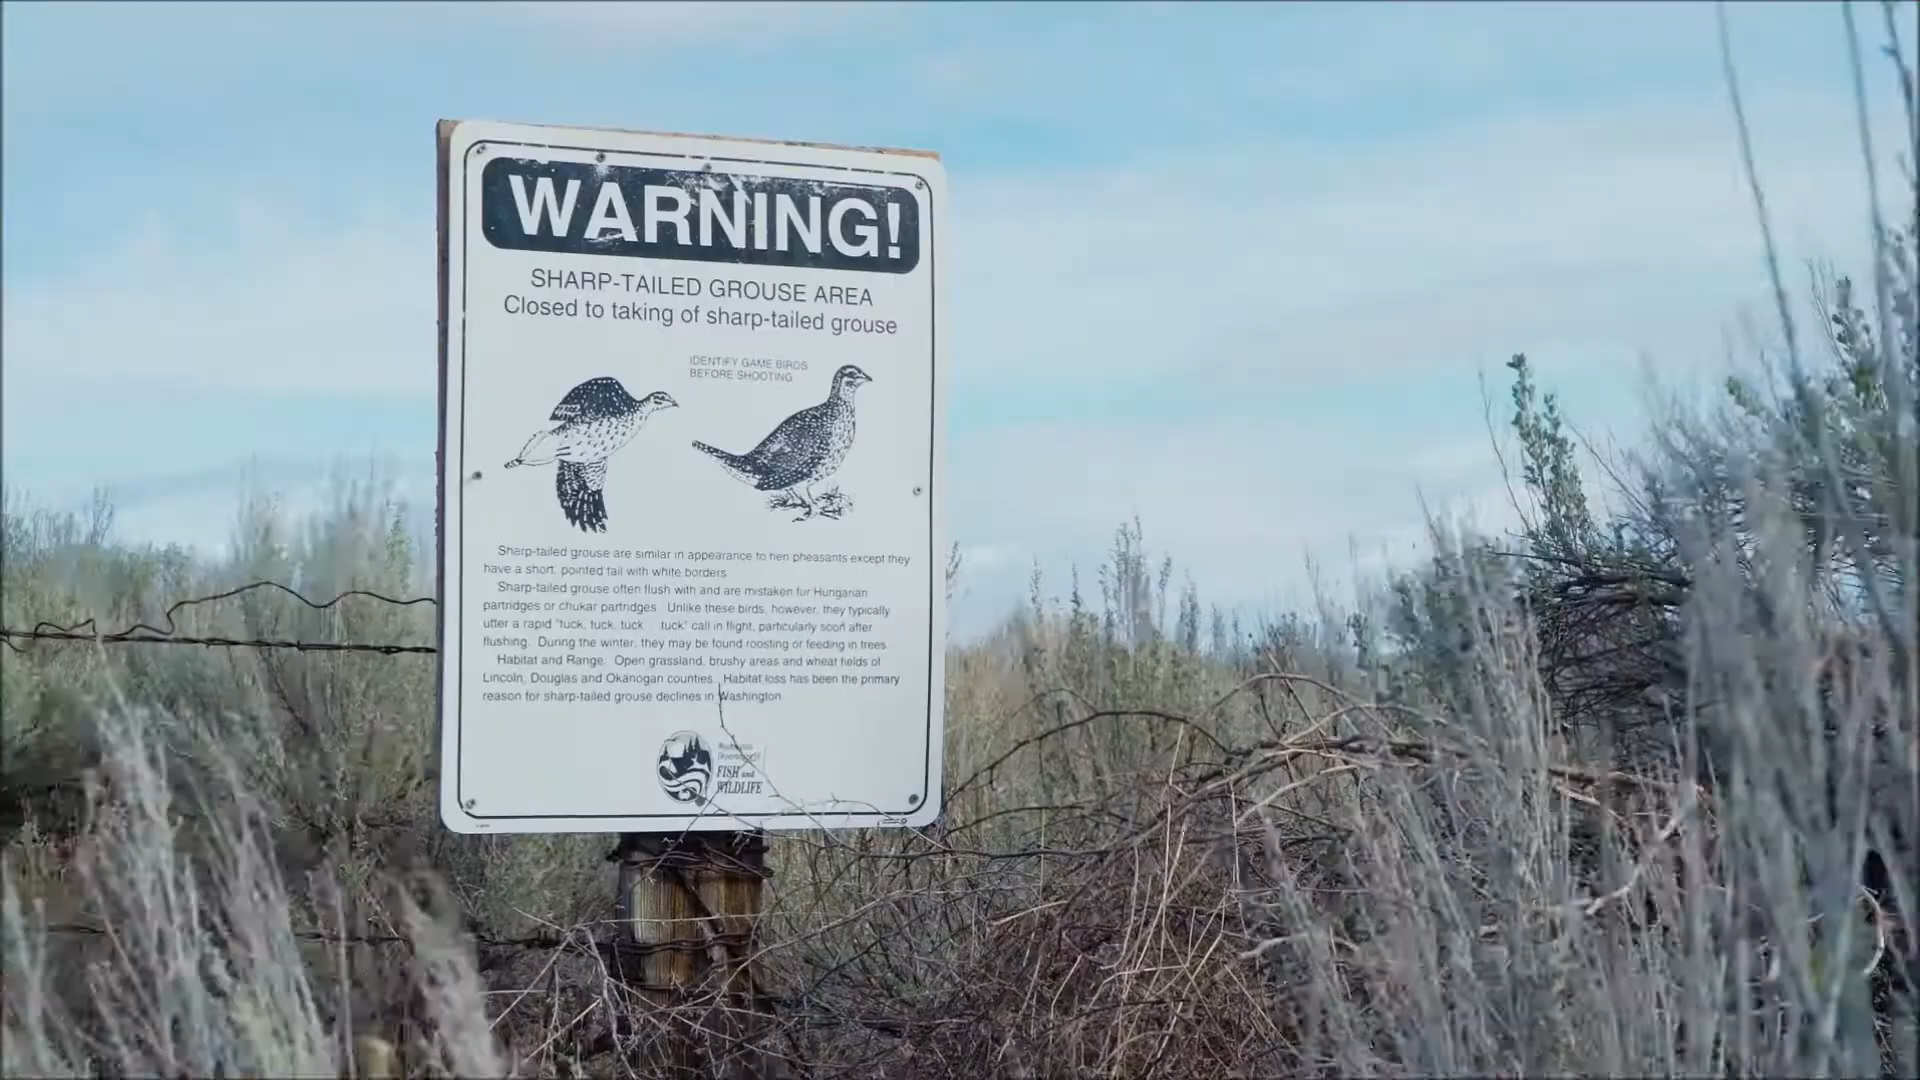 WARNING!
SHARP-TAILED GROUSE AREA
Closed to taking of sharp-tailed grouse
IDENTIFY GAME BIRDS
BEFORE SHOOTING
Sharp-tailed grouse are similar in appearance to hen pheasants except they
have a short, pointed tail with white borders
Sharp-tailed grouse often flush with and are mistaken for Hungarian
partridges or chukar partridges. Unlike these birds, however, they typically
utter a rapid "tuck, tuck, tuck . . . tuck" call in flight, particularly soon after
flushing. During the winter, they may be found roosting or feeding in trees.
Habitat and Range: Open grassland, brushy areas and wheat fields of
Lincoln, Douglas and Okanogan counties. Habitat loss has been the primary
reason for sharp-tailed grouse declines in Washington.
Washington
Department of
FISH and
WILDLIFE